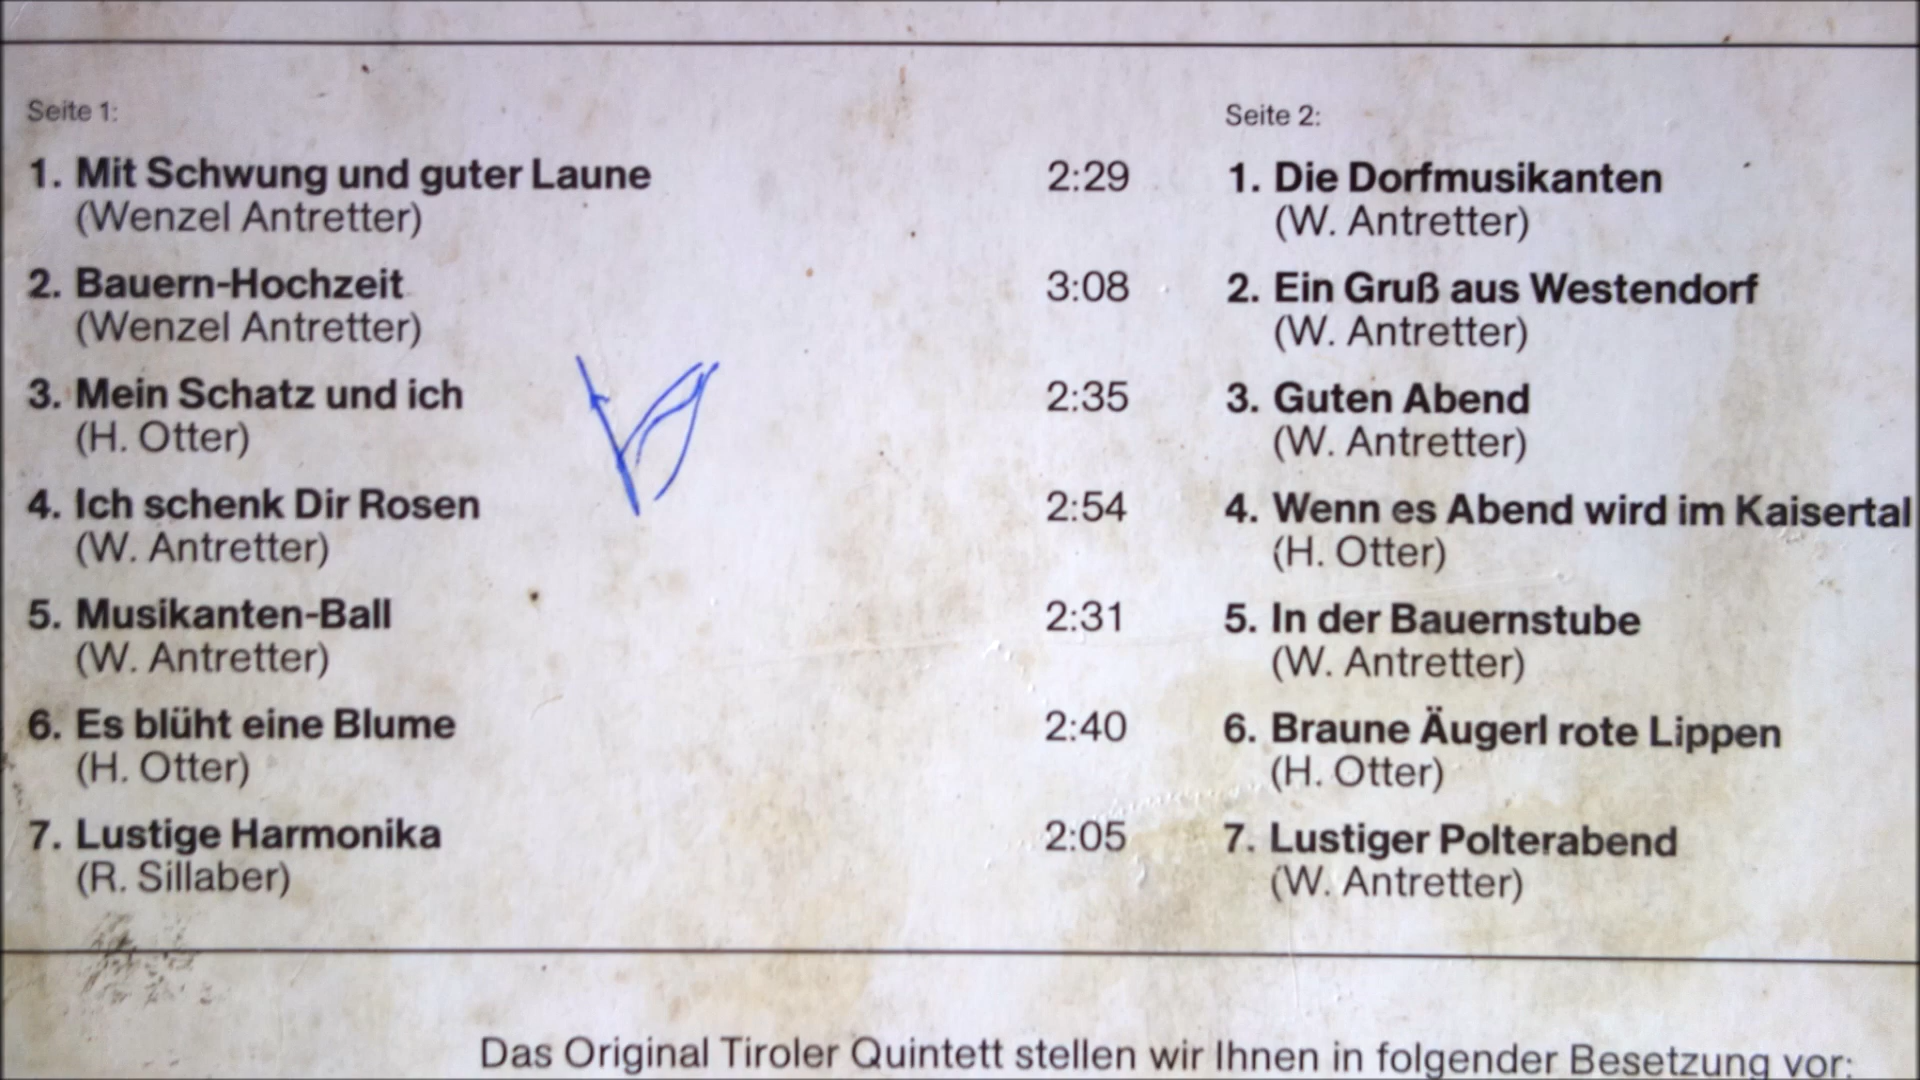 Seite 1:
1. Mit Schwung und guter Laune 2:29
(Wenzel Antretter)
2. Bauern-Hochzeit 3:08
(Wenzel Antretter)
3. Mein Schatz und ich 2:35
(H. Otter)
4. Ich schenk Dir Rosen 2:54
(W. Antretter)
5. Musikanten-Ball 2:31
(W. Antretter)
6. Es blüht eine Blume 2:40
(H. Otter)
7. Lustige Harmonika 2:05
(R. Sillaber)
Seite 2:
1. Die Dorfmusikanten
(W. Antretter)
2. Ein Gruß aus Westendorf
(W. Antretter)
3. Guten Abend
(W. Antretter)
4. Wenn es Abend wird im Kaisertal
(H. Otter)
5. In der Bauernstube
(W. Antretter)
6. Braune Äugerl rote Lippen
(H. Otter)
7. Lustiger Polterabend
(W. Antretter)
Das Original Tiroler Quintett stellen wir Ihnen in folgender Besetzung vor: